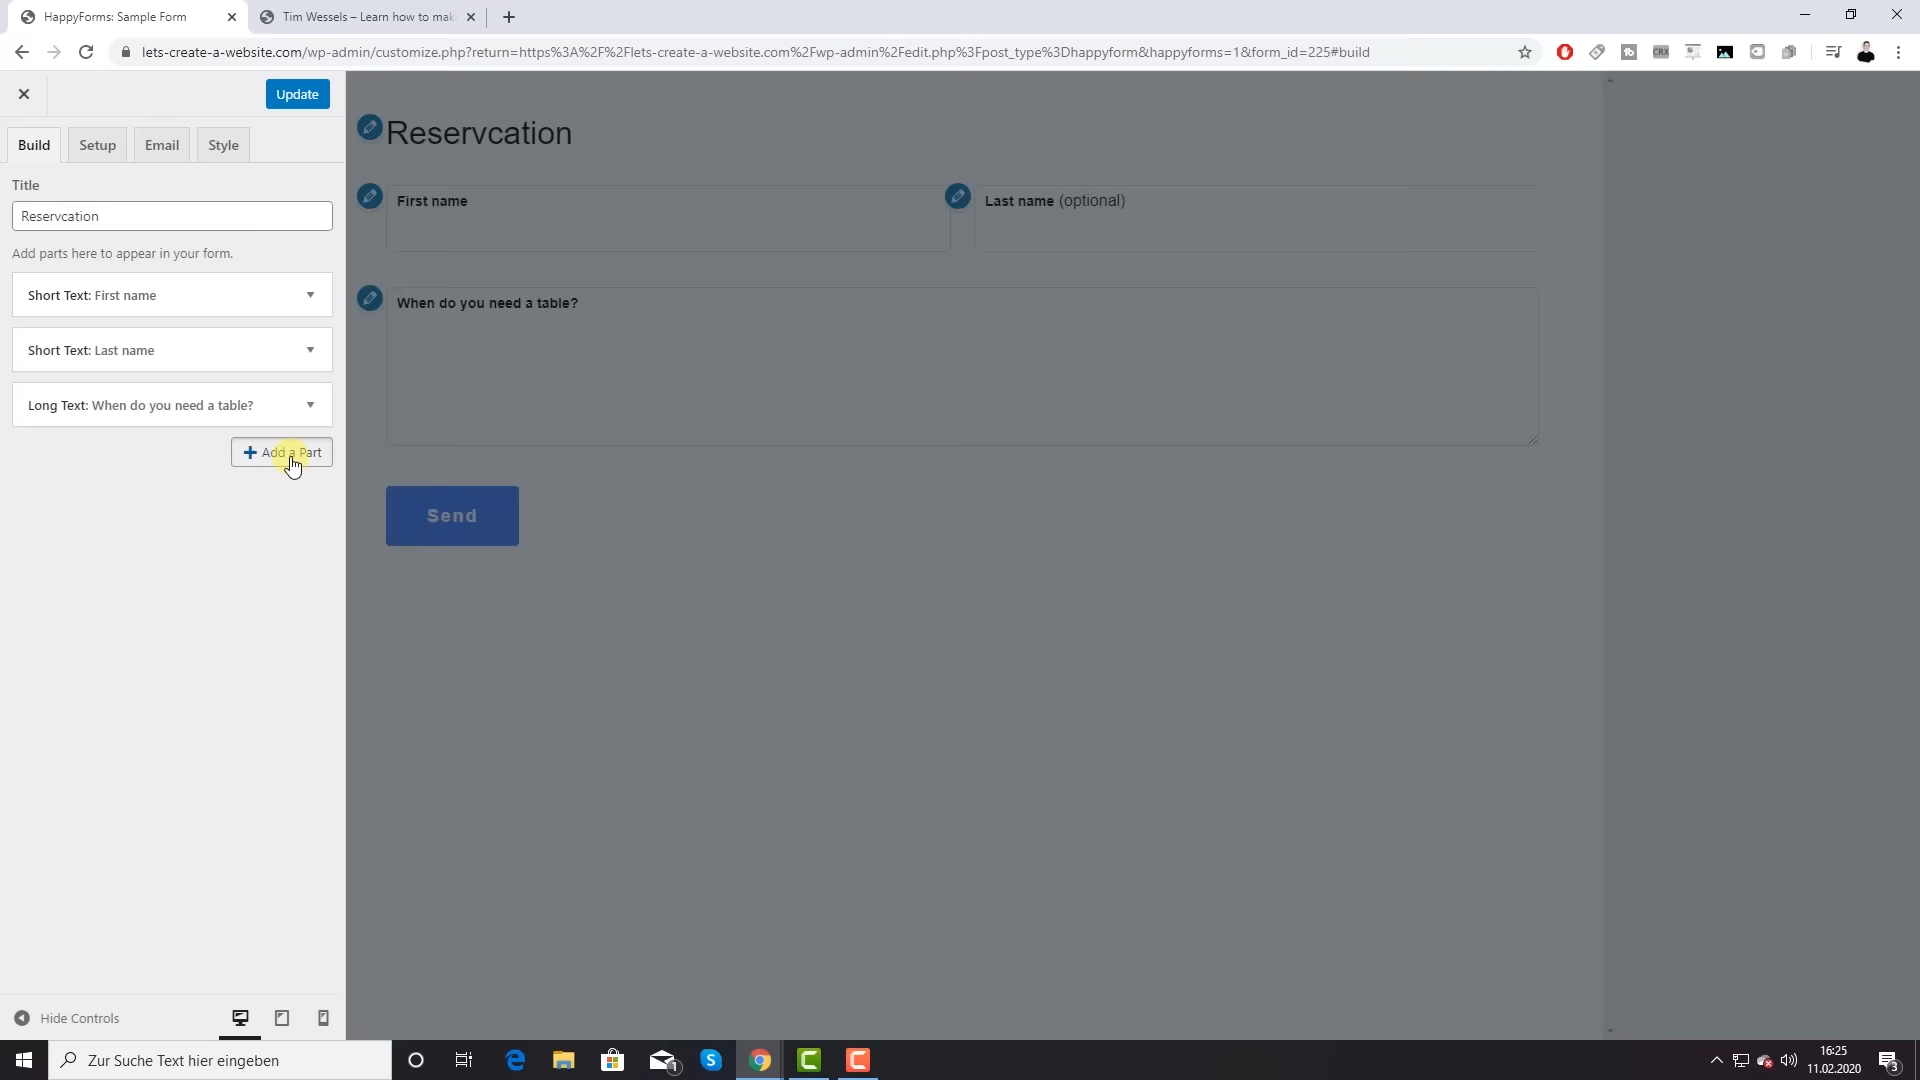 HappyForms: Sample Form
Tim Wessels – Learn how to mak
lets-create-a-website.com/wp-admin/customize.php?return=https%3A%2F%2Flets-create-a-website.com%2Fwp-admin%2Fedit.php%3Fpost_type%3Dhappyform&happyforms=1&form_id=225#build
CRX
Update
Build
Setup
Email
Style
Title
Reservcation
Add parts here to appear in your form.
Short Text: First name
Short Text: Last name
Long Text: When do you need a table?
Add a Part
Reservcation
First name
Last name (optional)
When do you need a table?
Send
Hide Controls
Zur Suche Text hier eingeben
1
16:25
11.02.2020
3